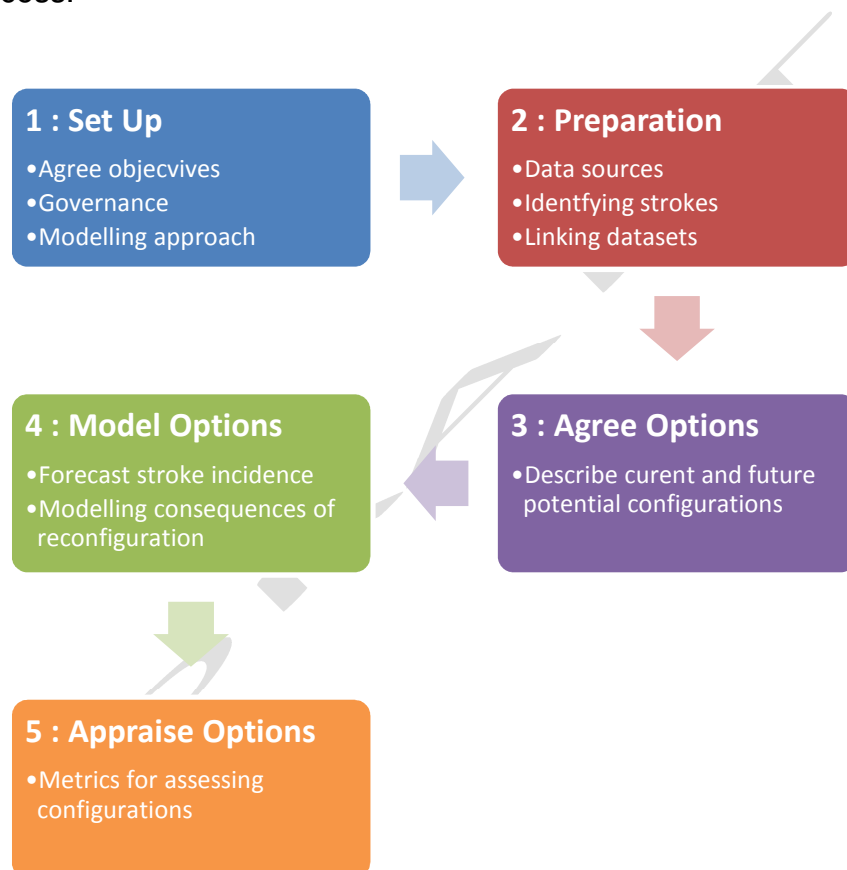 1 : Set Up
•Agree objecvives
•Governance
•Modelling approach
2 : Preparation
•Data sources
•Identfying strokes
•Linking datasets
3 : Agree Options
•Describe curent and future
potential configurations
4 : Model Options
•Forecast stroke incidence
•Modelling consequences of
reconfiguration
5 : Appraise Options
•Metrics for assessing
configurations